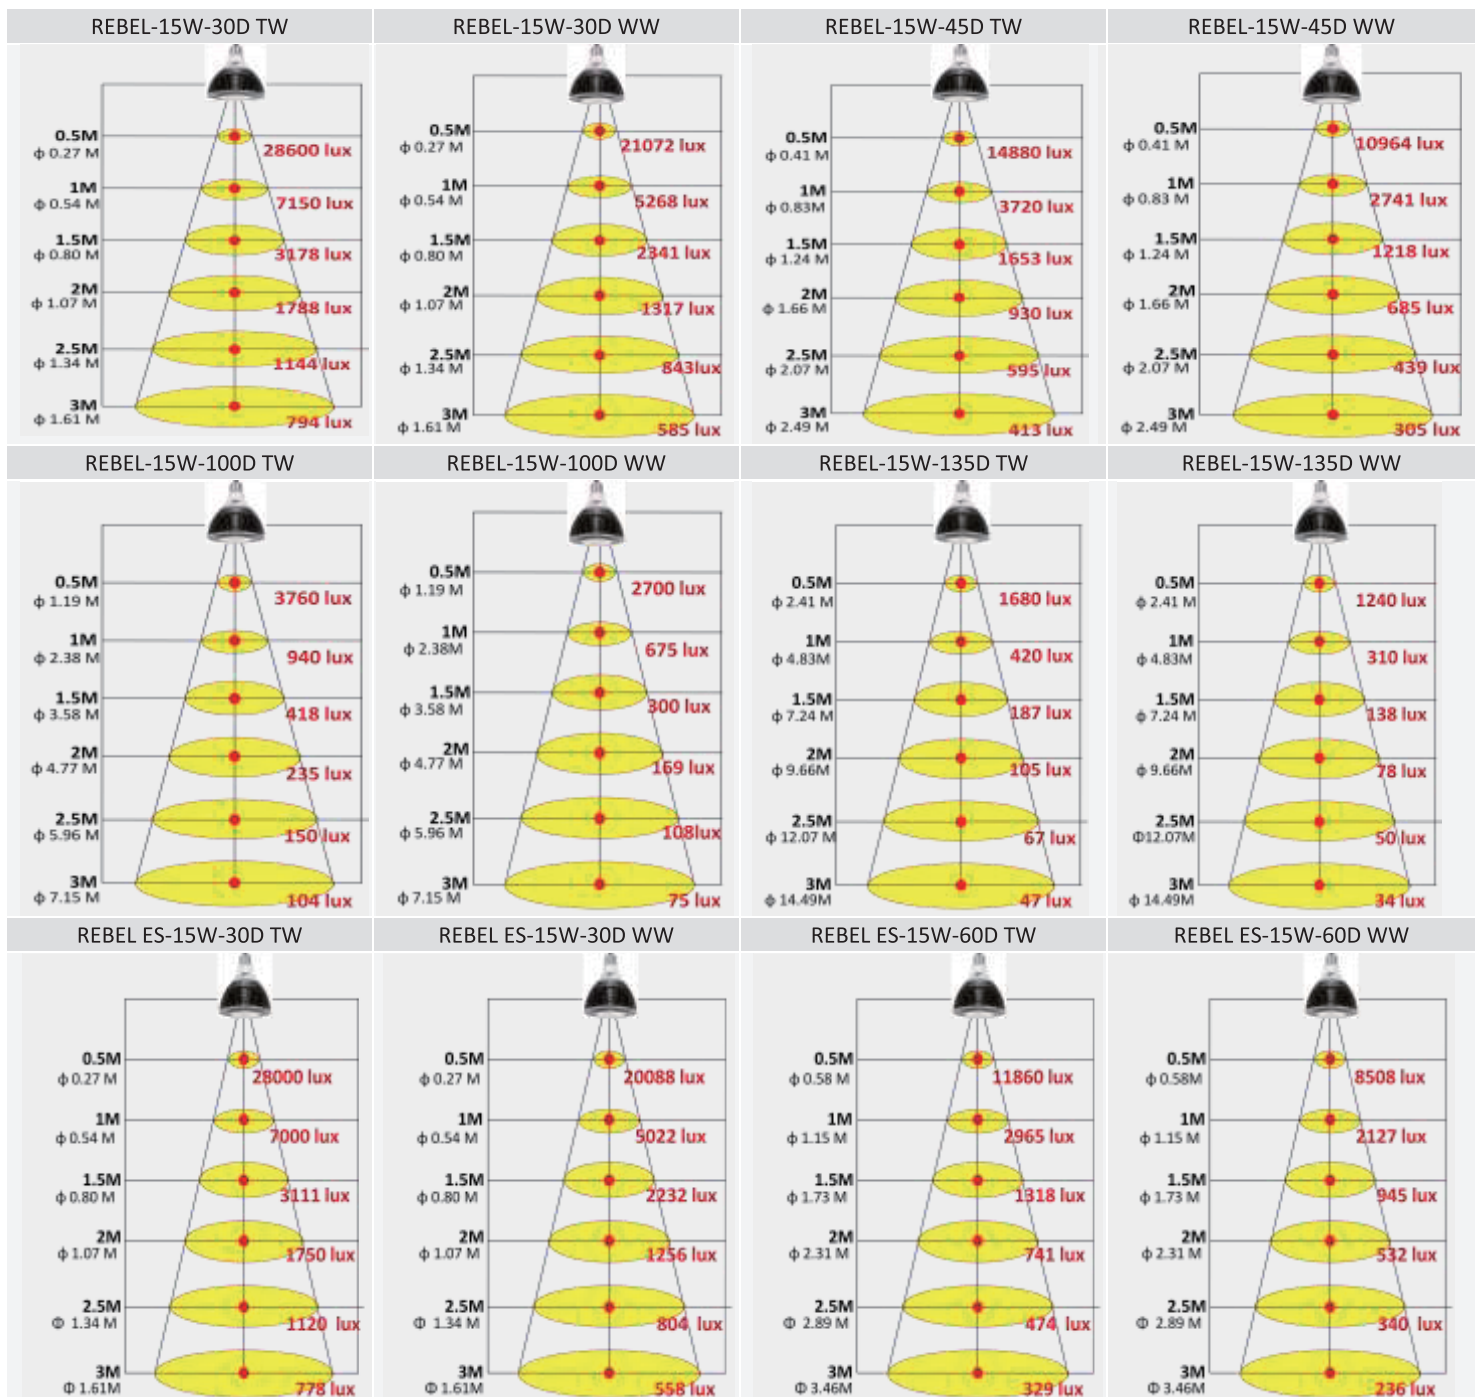 REBEL-15W-30D TW
0.5M
ϕ 0.27 M
28600 lux
1M
ϕ 0.54 M
7150 lux
1.5M
ϕ 0.80 M
3178 lux
2M
ϕ 1.07 M
1788 lux
2.5M
ϕ 1.34 M
1144 lux
3M
ϕ 1.61 M
794 lux
REBEL-15W-30D WW
0.5M
ϕ 0.27 M
21072 lux
1M
ϕ 0.54 M
5268 lux
1.5M
ϕ 0.80 M
2341 lux
2M
ϕ 1.07 M
1317 lux
2.5M
ϕ 1.34 M
843lux
3M
ϕ 1.61 M
585 lux
REBEL-15W-45D TW
0.5M
ϕ 0.41 M
14880 lux
1M
ϕ 0.83M
3720 lux
1.5M
ϕ 1.24 M
1653 lux
2M
ϕ 1.66 M
930 lux
2.5M
ϕ 2.07 M
595 lux
3M
ϕ 2.49 M
413 lux
REBEL-15W-45D WW
0.5M
ϕ 0.41 M
10964 lux
1M
ϕ 0.83 M
2741 lux
1.5M
ϕ 1.24 M
1218 lux
2M
ϕ 1.66 M
685 lux
2.5M
ϕ 2.07 M
439 lux
3M
ϕ 2.49 M
305 lux
REBEL-15W-100D TW
0.5M
ϕ 1.19 M
3760 lux
1M
ϕ 2.38 M
940 lux
1.5M
ϕ 3.58 M
418 lux
2M
ϕ 4.77 M
235 lux
2.5M
ϕ 5.96 M
150 lux
3M
ϕ 7.15 M
104 lux
REBEL-15W-100D WW
0.5M
ϕ 1.19 M
2700 lux
1M
ϕ 2.38M
675 lux
1.5M
ϕ 3.58 M
300 lux
2M
ϕ 4.77 M
169 lux
2.5M
ϕ 5.96 M
108lux
3M
ϕ 7.15 M
75 lux
REBEL-15W-135D TW
0.5M
ϕ 2.41 M
1680 lux
1M
ϕ 4.83M
420 lux
1.5M
ϕ 7.24 M
187 lux
2M
ϕ 9.66M
105 lux
2.5M
ϕ 12.07 M
67 lux
3M
ϕ 14.49M
47 lux
REBEL-15W-135D WW
0.5M
ϕ 2.41 M
1240 lux
1M
ϕ 4.83M
310 lux
1.5M
ϕ 7.24 M
138 lux
2M
ϕ 9.66M
78 lux
2.5M
Φ12.07M
50 lux
3M
ϕ 14.49M
34 lux
REBEL ES-15W-30D TW
0.5M
ϕ 0.27 M
28000 lux
1M
ϕ 0.54 M
7000 lux
1.5M
ϕ 0.80 M
3111 lux
2M
ϕ 1.07 M
1750 lux
2.5M
Φ 1.34 M
1120 lux
3M
Φ 1.61M
778 lux
REBEL ES-15W-30D WW
0.5M
ϕ 0.27 M
20088 lux
1M
ϕ 0.54 M
5022 lux
1.5M
ϕ 0.80 M
2232 lux
2M
ϕ 1.07 M
1256 lux
2.5M
Φ 1.34 M
804 lux
3M
Φ 1.61M
558 lux
REBEL ES-15W-60D TW
0.5M
ϕ 0.58 M
11860 lux
1M
ϕ 1.15 M
2965 lux
1.5M
ϕ 1.73 M
1318 lux
2M
ϕ 2.31 M
741 lux
2.5M
Φ 2.89 M
474 lux
3M
Φ 3.46M
329 lux
REBEL ES-15W-60D WW
0.5M
ϕ 0.58M
8508 lux
1M
ϕ 1.15 M
2127 lux
1.5M
ϕ 1.73 M
945 lux
2M
ϕ 2.31 M
532 lux
2.5M
Φ 2.89 M
340 lux
3M
Φ 3.46M
236 lux